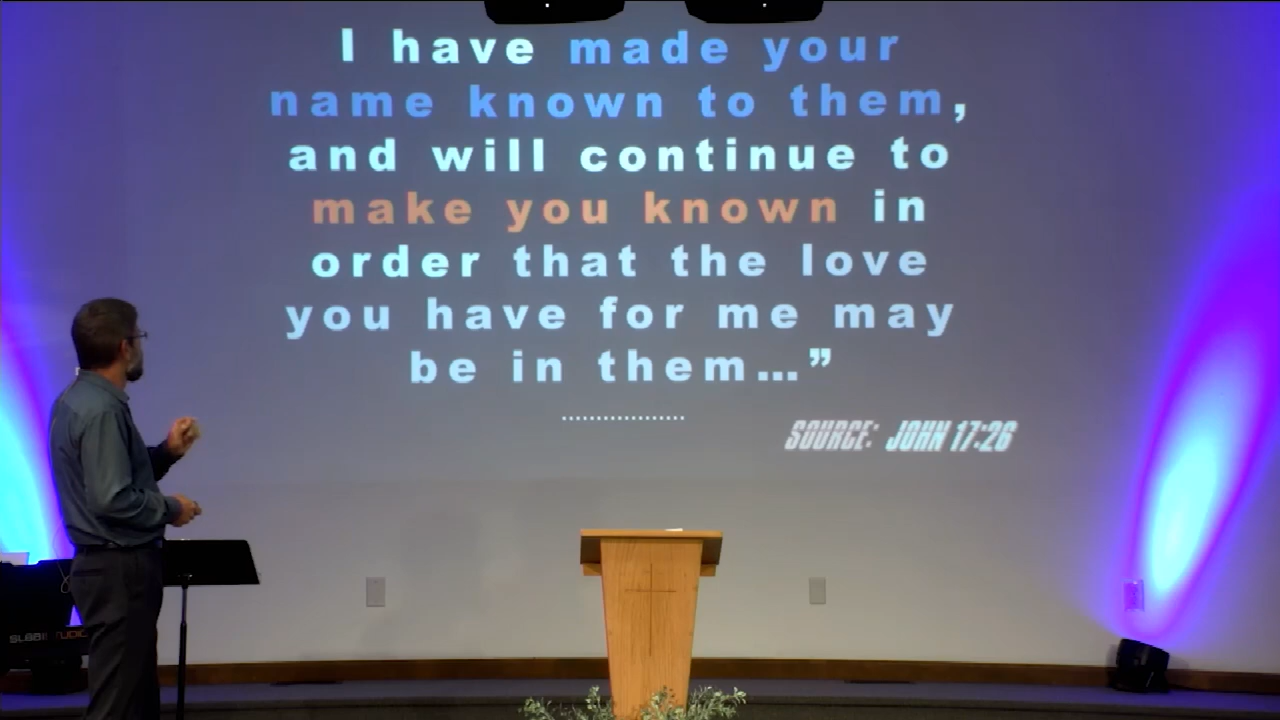 I have made your
name known to them,
and will continue to
make you known in
order that the love
you have for me may
be in them…”
SOURCE: JOHN 17:26